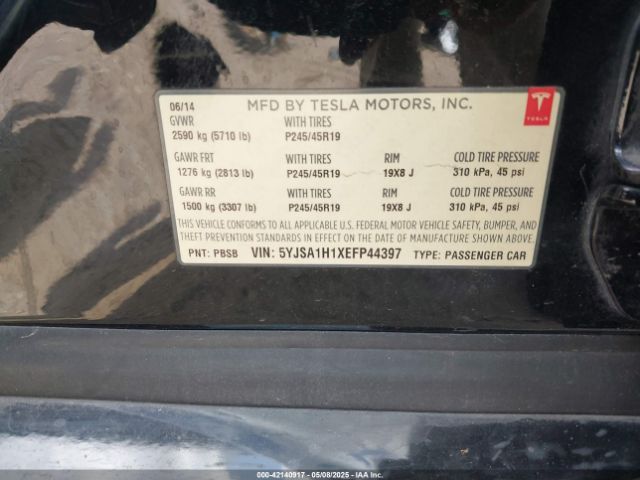 06/14 MFD BY TESLA MOTORS, INC. TESLA
GVWR WITH TIRES
2590 kg (5710 lb) P245/45R19
GAWR FRT WITH TIRES RIM COLD TIRE PRESSURE
1276 kg (2813 lb) P245/45R19 19X8 J 310 kPa, 45 psi
GAWR RR WITH TIRES RIM COLD TIRE PRESSURE
1500 kg (3307 lb) P245/45R19 19X8 J 310 kPa, 45 psi
THIS VEHICLE CONFORMS TO ALL APPLICABLE U.S. FEDERAL MOTOR VEHICLE SAFETY, BUMPER, AND
THEFT PREVENTION STANDARDS IN EFFECT ON THE DATE OF MANUFACTURE SHOWN ABOVE.
PNT: PBSB VIN: 5YJSA1H1XEFP44397 TYPE: PASSENGER CAR
000-42140917 - 05/08/2025 - IAAI.COM